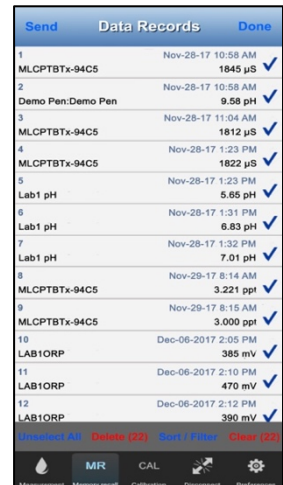 Send Data Records Done
1 Nov-28-17 10:58 AM
MLCPTBTx-94C5 1845 µS
2 Nov-28-17 10:58 AM
Demo Pen:Demo Pen 9.58 pH
3 Nov-28-17 11:04 AM
MLCPTBTx-94C5 1812 µS
4 Nov-28-17 1:23 PM
MLCPTBTx-94C5 1822 µS
5 Nov-28-17 1:23 PM
Lab1 pH 5.65 pH
6 Nov-28-17 1:31 PM
Lab1 pH 6.83 pH
7 Nov-28-17 1:32 PM
Lab1 pH 7.01 pH
8 Nov-29-17 8:14 AM
MLCPTBTx-94C5 3.221 ppt
9 Nov-29-17 8:15 AM
MLCPTBTx-94C5 3.000 ppt
10 Dec-06-2017 2:05 PM
LAB1ORP 385 mV
11 Dec-06-2017 2:10 PM
LAB1ORP 470 mV
12 Dec-06-2017 2:12 PM
LAB1ORP 390 mV
Unselect All Delete (22) Sort / Filter Clear (22)
MR CAL
Measurement Memory recall Calibration Disconnect Preference